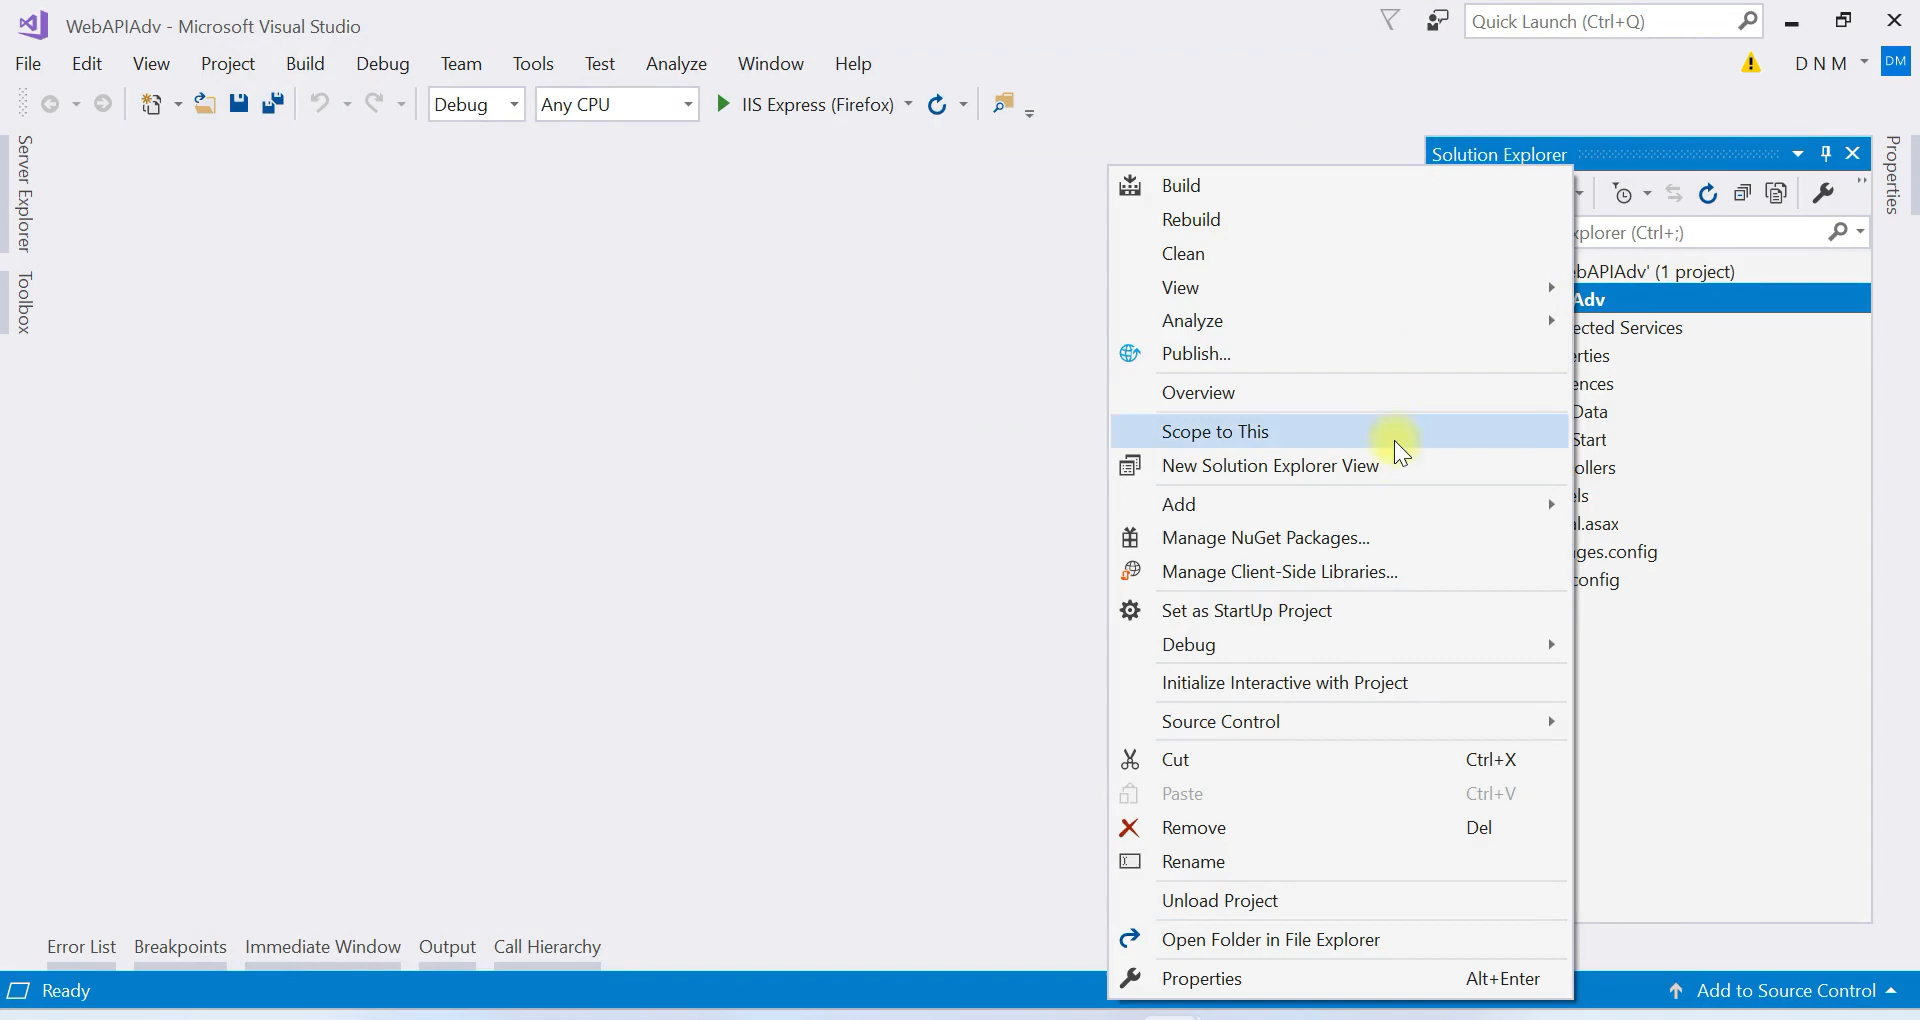 WebAPIAdv - Microsoft Visual Studio
Quick Launch (Ctrl+Q)
File Edit View Project Build Debug Team Tools Test Analyze Window Help
D N M
DM
Debug
Any CPU
IIS Express (Firefox)
Server Explorer
Toolbox
Solution Explorer
Properties
xplorer (Ctrl+;)
bAPIAdv' (1 project)
Adv
ected Services
erties
ences
Data
Start
ollers
els
l.asax
ges.config
config
Build
Rebuild
Clean
View
Analyze
Publish...
Overview
Scope to This
New Solution Explorer View
Add
Manage NuGet Packages...
Manage Client-Side Libraries...
Set as StartUp Project
Debug
Initialize Interactive with Project
Source Control
Cut Ctrl+X
Paste Ctrl+V
Remove Del
Rename
Unload Project
Open Folder in File Explorer
Properties Alt+Enter
Error List Breakpoints Immediate Window Output Call Hierarchy
Ready
Add to Source Control